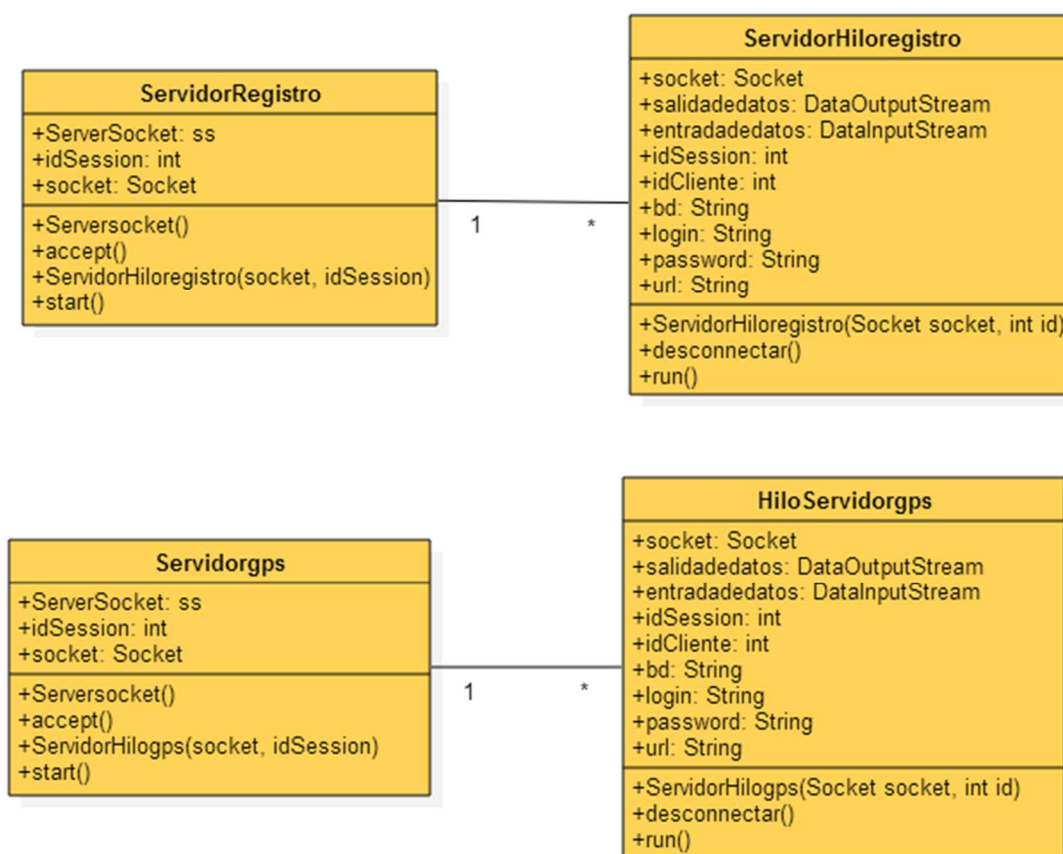 ServidorRegistro
+ServerSocket: ss
+idSession: int
+socket: Socket
+Serversocket()
+accept()
+ServidorHiloregistro(socket, idSession)
+start()
1
*
ServidorHiloregistro
+socket: Socket
+salidadedatos: DataOutputStream
+entradadedatos: DataInputStream
+idSession: int
+idCliente: int
+bd: String
+login: String
+password: String
+url: String
+ServidorHiloregistro(Socket socket, int id)
+desconnectar()
+run()
Servidorgps
+ServerSocket: ss
+idSession: int
+socket: Socket
+Serversocket()
+accept()
+ServidorHilogps(socket, idSession)
+start()
1
*
HiloServidorgps
+socket: Socket
+salidadedatos: DataOutputStream
+entradadedatos: DataInputStream
+idSession: int
+idCliente: int
+bd: String
+login: String
+password: String
+url: String
+ServidorHilogps(Socket socket, int id)
+desconnectar()
+run()